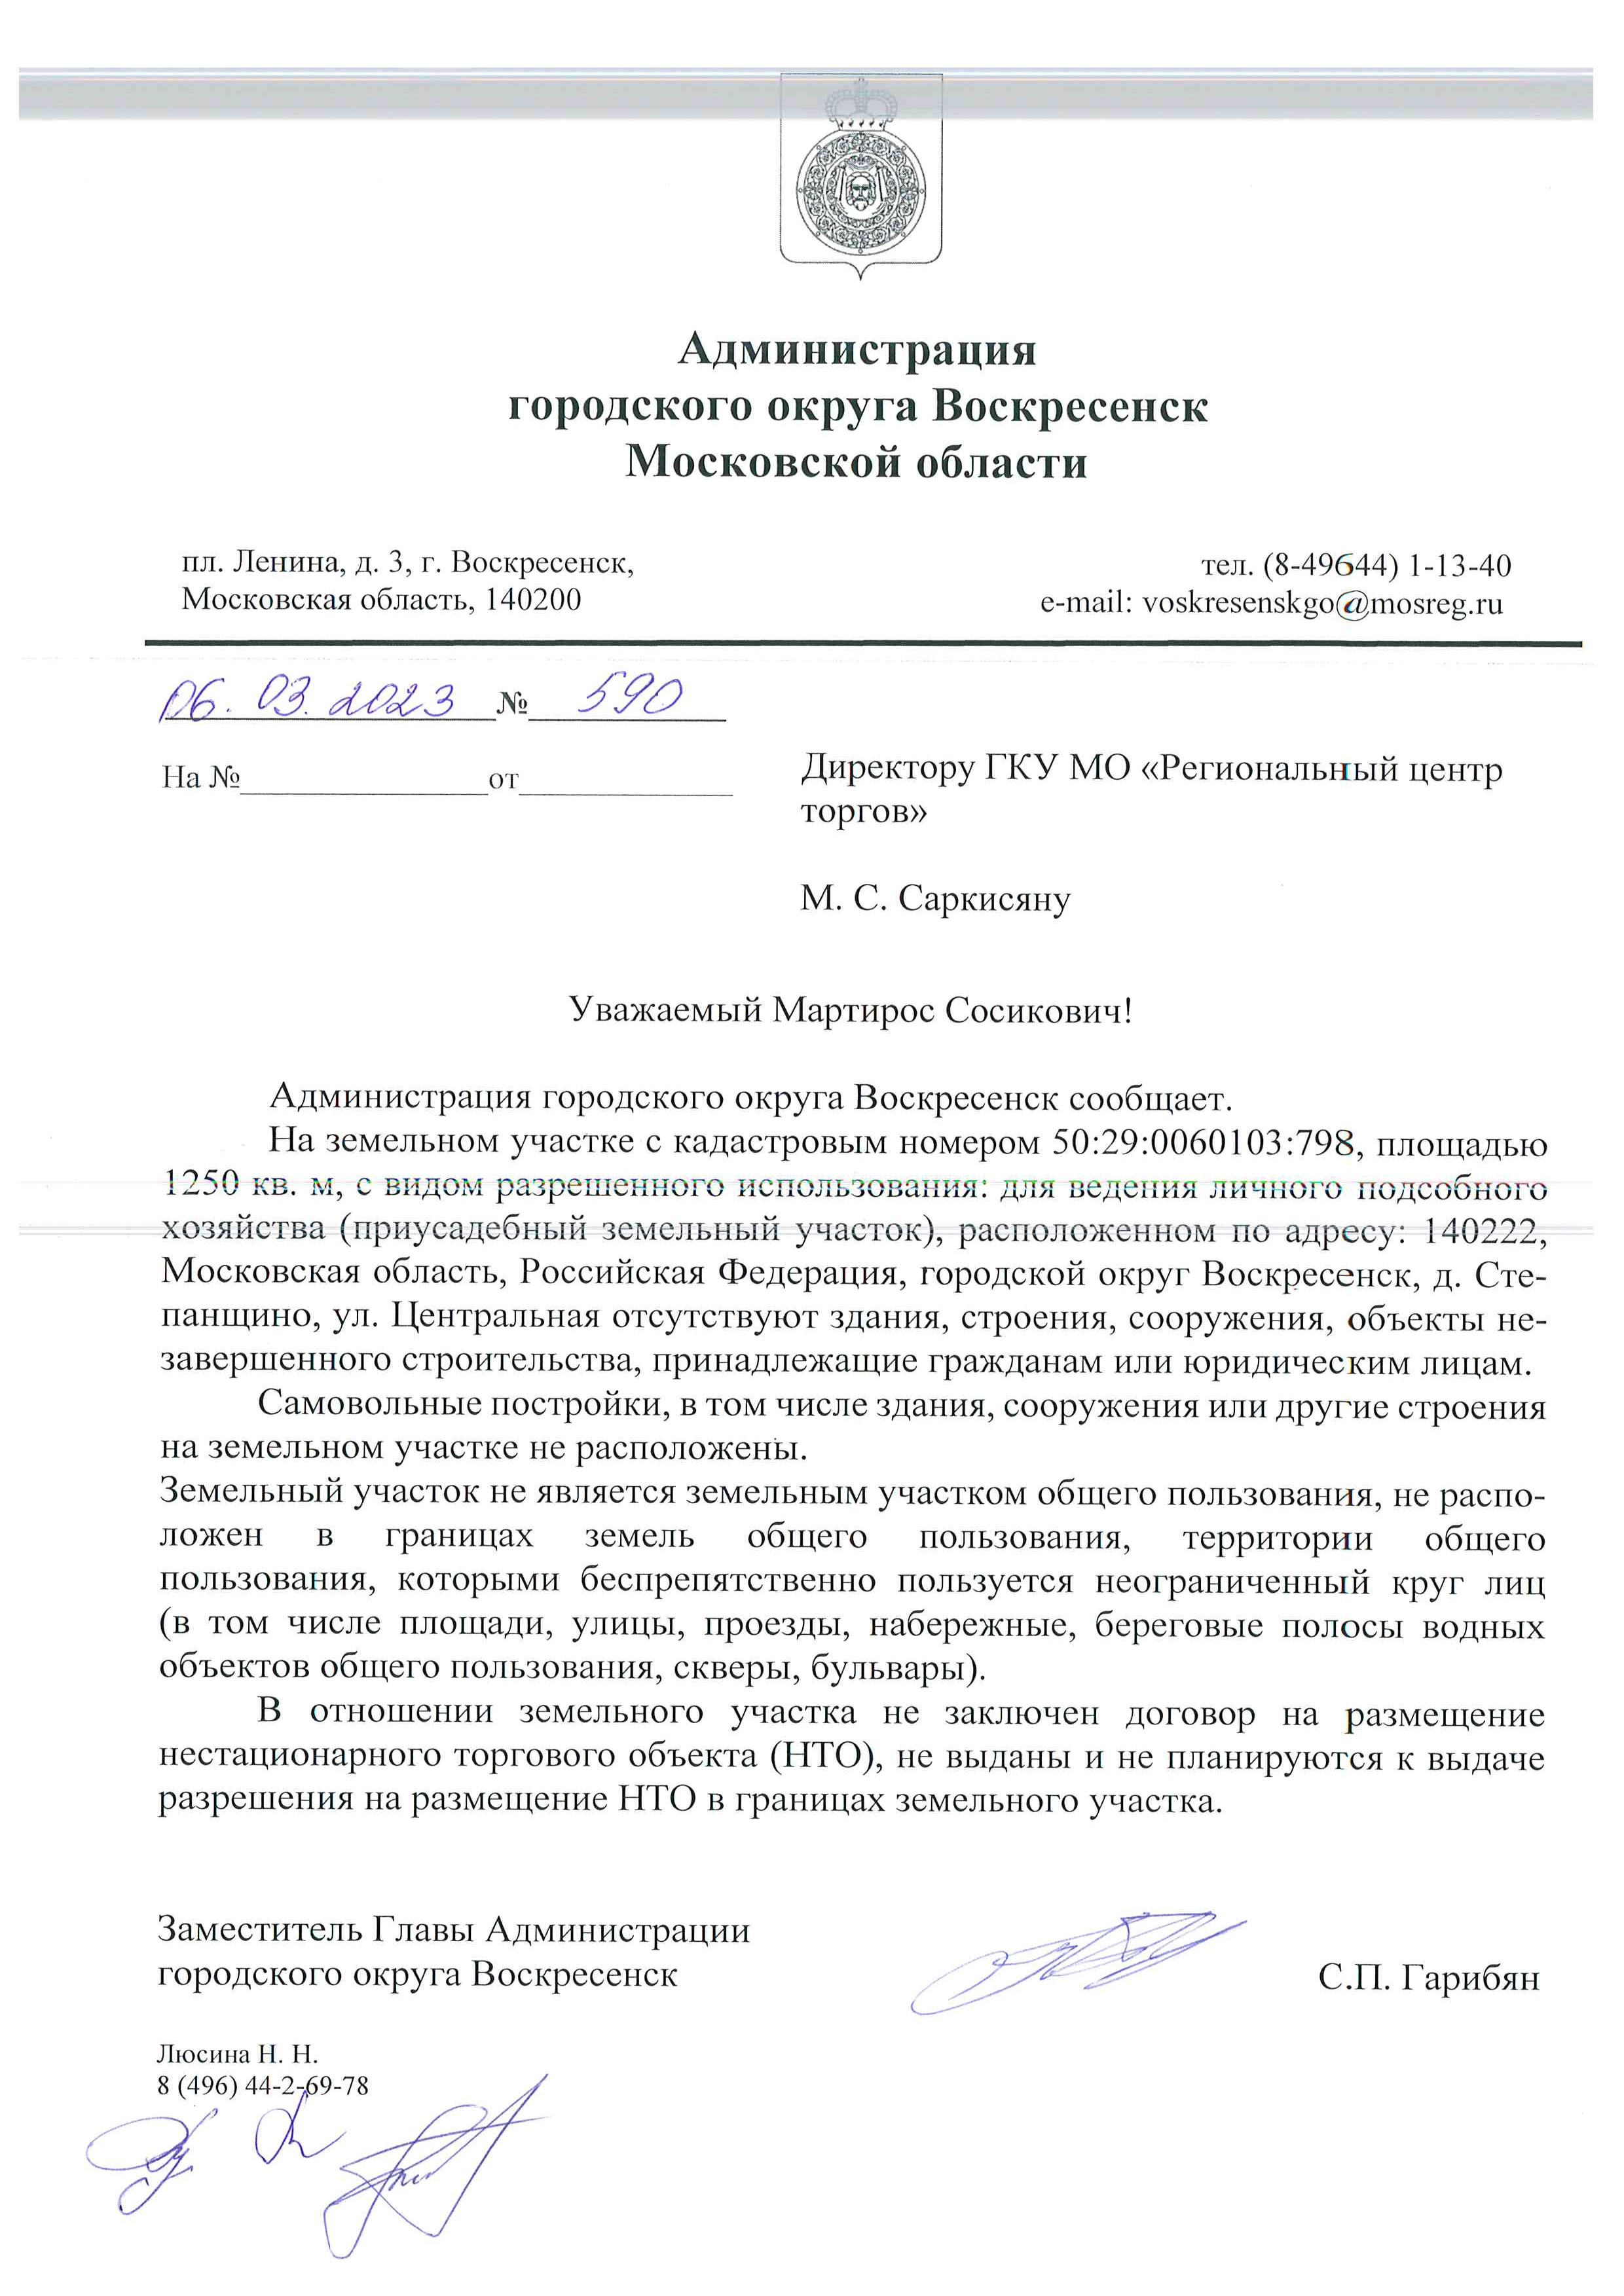 Администрация
городского округа Воскресенск
Московской области
пл. Ленина, д. 3, г. Воскресенск,
Московская область, 140200
тел. (8-49644) 1-13-40
e-mail: voskresenskgo@mosreg.ru
06. 03. 2023 № 590
На №________________от______________
Директору ГКУ МО «Региональный центр
торгов»
М. С. Саркисяну
Уважаемый Мартирос Сосикович!
Администрация городского округа Воскресенск сообщает.
На земельном участке с кадастровым номером 50:29:0060103:798, площадью
1250 кв. м, с видом разрешенного использования: для ведения личного подсобного
хозяйства (приусадебный земельный участок), расположенном по адресу: 140222,
Московская область, Российская Федерация, городской округ Воскресенск, д. Сте-
панщино, ул. Центральная отсутствуют здания, строения, сооружения, объекты не-
завершенного строительства, принадлежащие гражданам или юридическим лицам.
Самовольные постройки, в том числе здания, сооружения или другие строения
на земельном участке не расположены.
Земельный участок не является земельным участком общего пользования, не распо-
ложен в границах земель общего пользования, территории общего
пользования, которыми беспрепятственно пользуется неограниченный круг лиц
(в том числе площади, улицы, проезды, набережные, береговые полосы водных
объектов общего пользования, скверы, бульвары).
В отношении земельного участка не заключен договор на размещение
нестационарного торгового объекта (НТО), не выданы и не планируются к выдаче
разрешения на размещение НТО в границах земельного участка.
Заместитель Главы Администрации
городского округа Воскресенск
С.П. Гарибян
Люсина Н. Н.
8 (496) 44-2-69-78